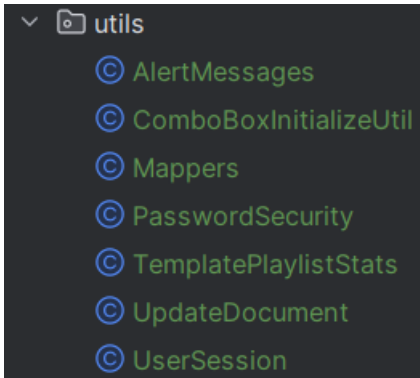 utils
AlertMessages
ComboBoxInitializeUtil
Mappers
PasswordSecurity
TemplatePlaylistStats
UpdateDocument
UserSession